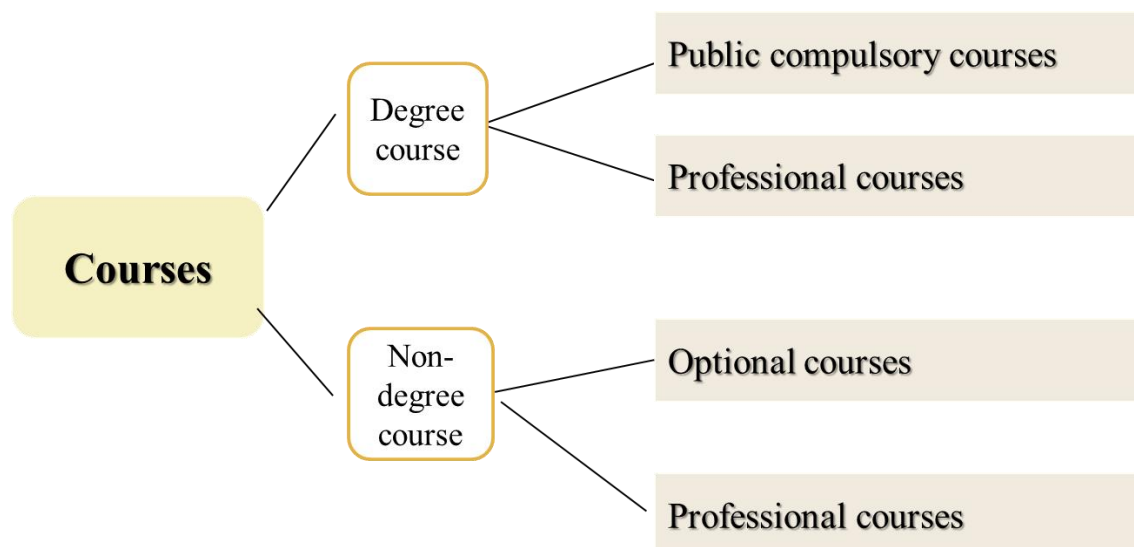 Courses
Degree
course
Public compulsory courses
Professional courses
Non-
degree
course
Optional courses
Professional courses